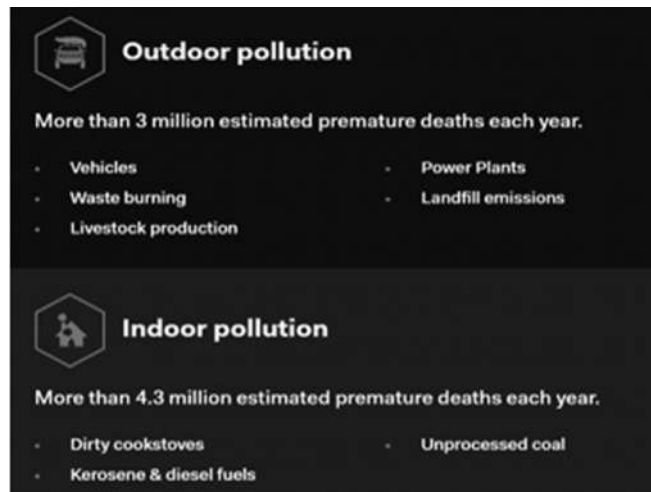 Outdoor pollution
More than 3 million estimated premature deaths each year.
Vehicles
Waste burning
Livestock production
Power Plants
Landfill emissions
Indoor pollution
More than 4.3 million estimated premature deaths each year.
Dirty cookstoves
Kerosene & diesel fuels
Unprocessed coal